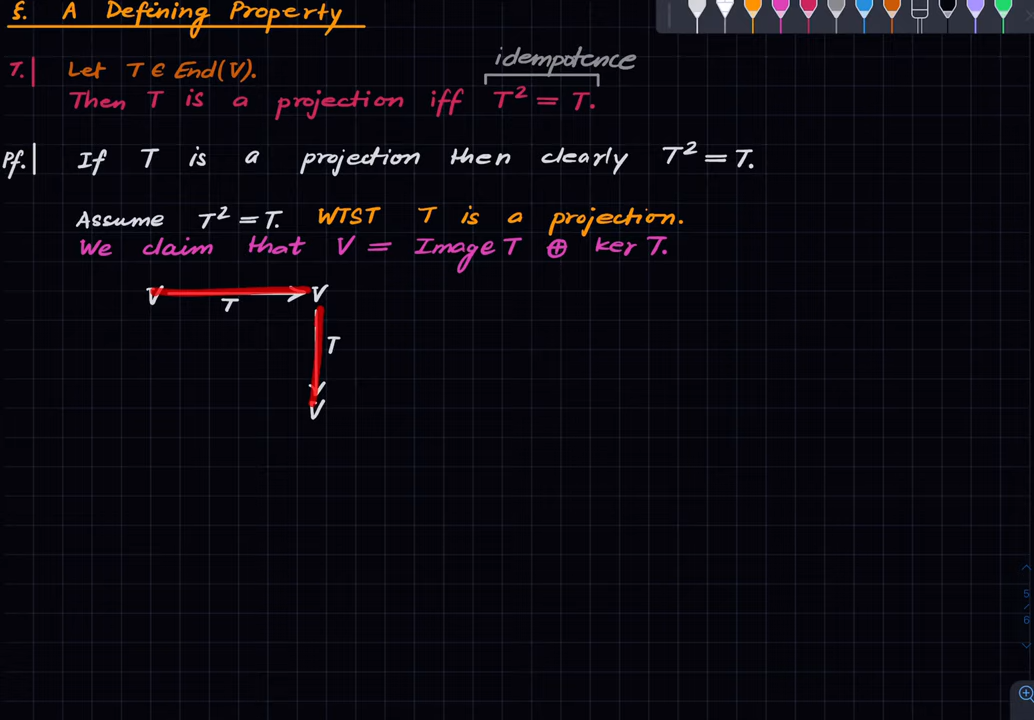 §. A Defining Property
idempotence
T.| Let T ∈ End(V).
Then T is a projection iff T² = T.
Pf.| If T is a projection then clearly T² = T.
Assume T² = T. WTST T is a projection.
We claim that V = Image T ⊕ ker T.
V T V
T
V
5
6